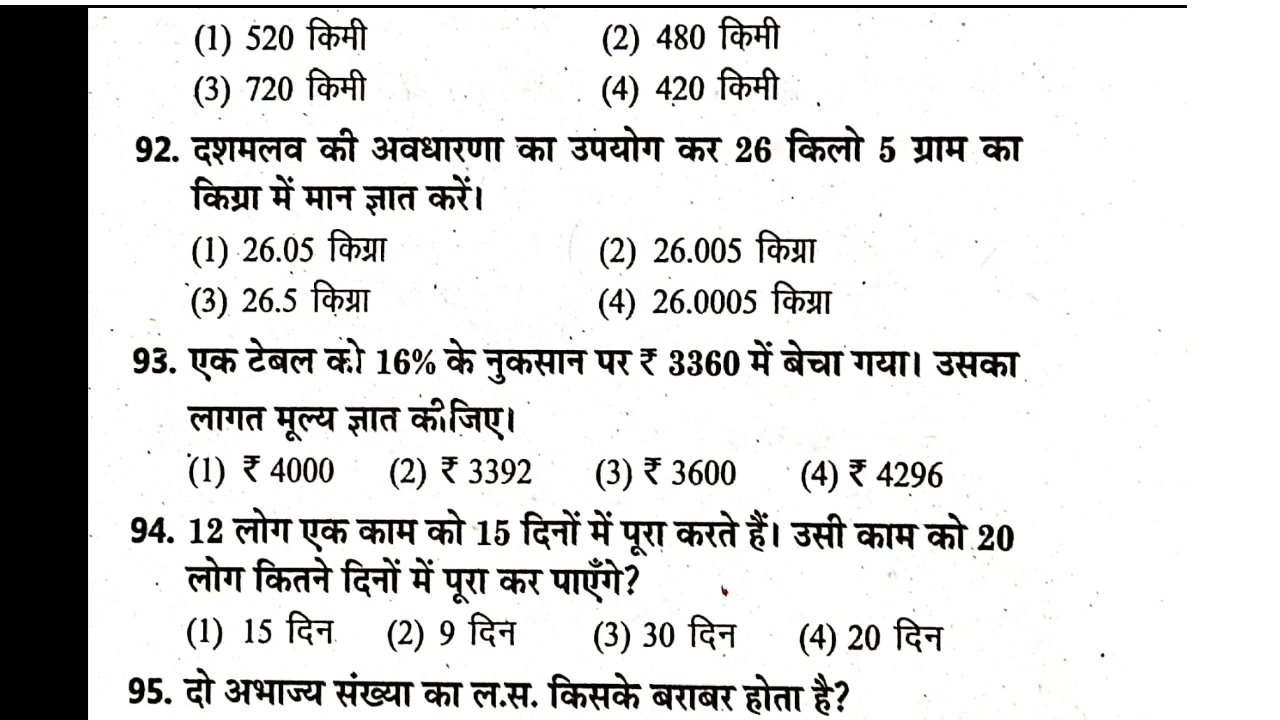 (1) 520 किमी (2) 480 किमी
(3) 720 किमी (4) 420 किमी
92. दशमलव की अवधारणा का उपयोग कर 26 किलो 5 ग्राम का
किग्रा में मान ज्ञात करें।
(1) 26.05 किग्रा (2) 26.005 किग्रा
(3) 26.5 किग्रा (4) 26.0005 किग्रा
93. एक टेबल को 16% के नुकसान पर ₹ 3360 में बेचा गया। उसका
लागत मूल्य ज्ञात कीजिए।
(1) ₹ 4000 (2) ₹ 3392 (3) ₹ 3600 (4) ₹ 4296
94. 12 लोग एक काम को 15 दिनों में पूरा करते हैं। उसी काम को 20
लोग कितने दिनों में पूरा कर पाएँगे?
(1) 15 दिन (2) 9 दिन (3) 30 दिन (4) 20 दिन
95. दो अभाज्य संख्या का ल.स. किसके बराबर होता है?